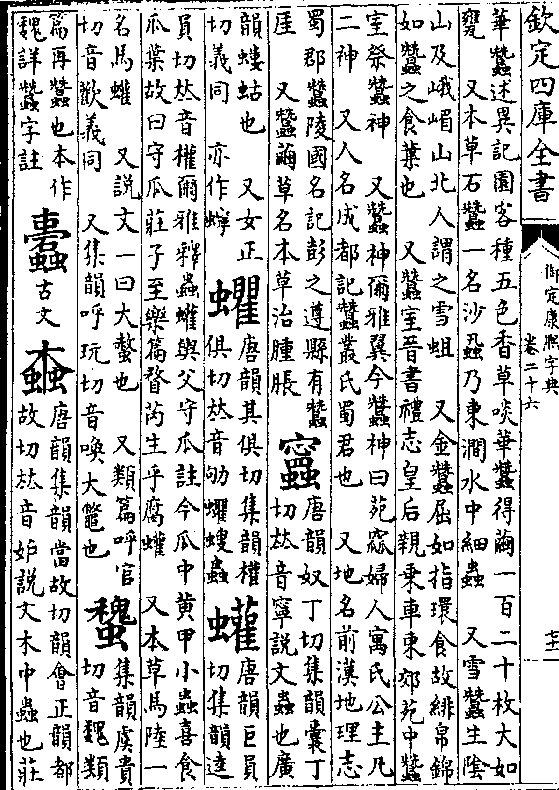 欽定四庫全書
御定康熙字典
卷二十六
華蠶述異記園客種五色香草啖華蠶得繭一百二十枚大如
甕　又本草石蠶一名沙蝨乃東澗水中細蟲　又雪蠶生陰
山及峨嵋山北人謂之雪蛆　又金蠶屈如指環食故緋帛錦
如蠶之食葉也　又蠶室晉書禮志皇后親乗車東郊苑中蠶
室祭蠶神　又蠶神爾雅翼今蠶神曰苑窳婦人寓氏公主凡
二神　又人名成都記蠶叢氏蜀君也　又地名前漢地理志
蜀郡蠶陵國名記彭之遵縣有蠶
厓　又蠶繭草名本草治腫脹
𧓍
唐韻奴丁切集韻囊丁
切𠀤音寧說文蟲也廣
韻螻蛄也　又女正
切義同　亦作蠑
蠷
唐韻其俱切集韻權
俱切𠀤音劬蠷螋蟲
蠸
唐韻巨員
切集韻逵
員切𠀤音權爾雅釋蟲蠸輿父守瓜註今瓜中黄甲小蟲喜食
瓜葉故曰守瓜莊子至樂篇瞀芮生乎腐蠸　又本草馬陸一
名馬蠸　又說文一曰大螫也　又類篇呼官
切音歡義同　又集韻呼玩切音喚大鼈也
集韻虞貴
切音魏類
篇再蠶也本作
魏詳蠶字註
蠹
古文
唐韻集韻當故切韻會正韻都
故切𠀤音妒說文木中蟲也莊